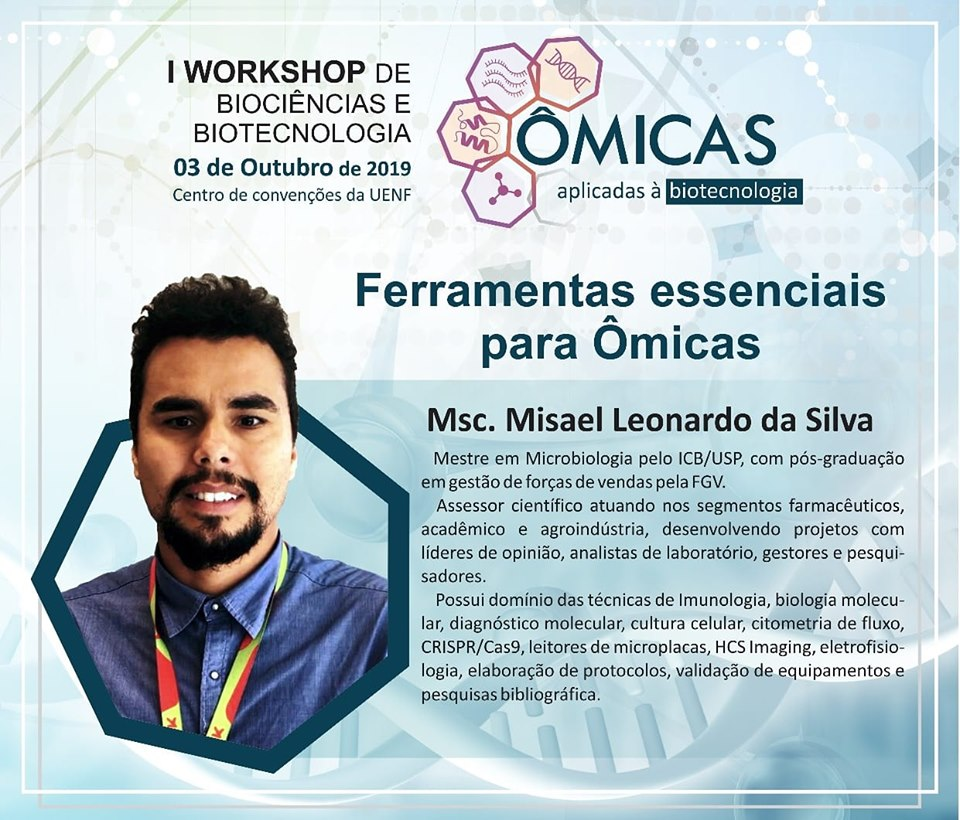 I WORKSHOP DE
BIOCIÊNCIAS E
BIOTECNOLOGIA
03 de Outubro de 2019
Centro de convenções da UENF
ÔMICAS
aplicadas à biotecnologia
Ferramentas essenciais
para Ômicas
Msc. Misael Leonardo da Silva
Mestre em Microbiologia pelo ICB/USP, com pós-graduação
em gestão de forças de vendas pela FGV.
Assessor científico atuando nos segmentos farmacêuticos,
acadêmico e agroindústria, desenvolvendo projetos com
líderes de opinião, analistas de laboratório, gestores e pesqui-
sadores.
Possui domínio das técnicas de Imunologia, biologia molecu-
lar, diagnóstico molecular, cultura celular, citometria de fluxo,
CRISPR/Cas9, leitores de microplacas, HCS Imaging, eletrofisio-
logia, elaboração de protocolos, validação de equipamentos e
pesquisas bibliográfica.